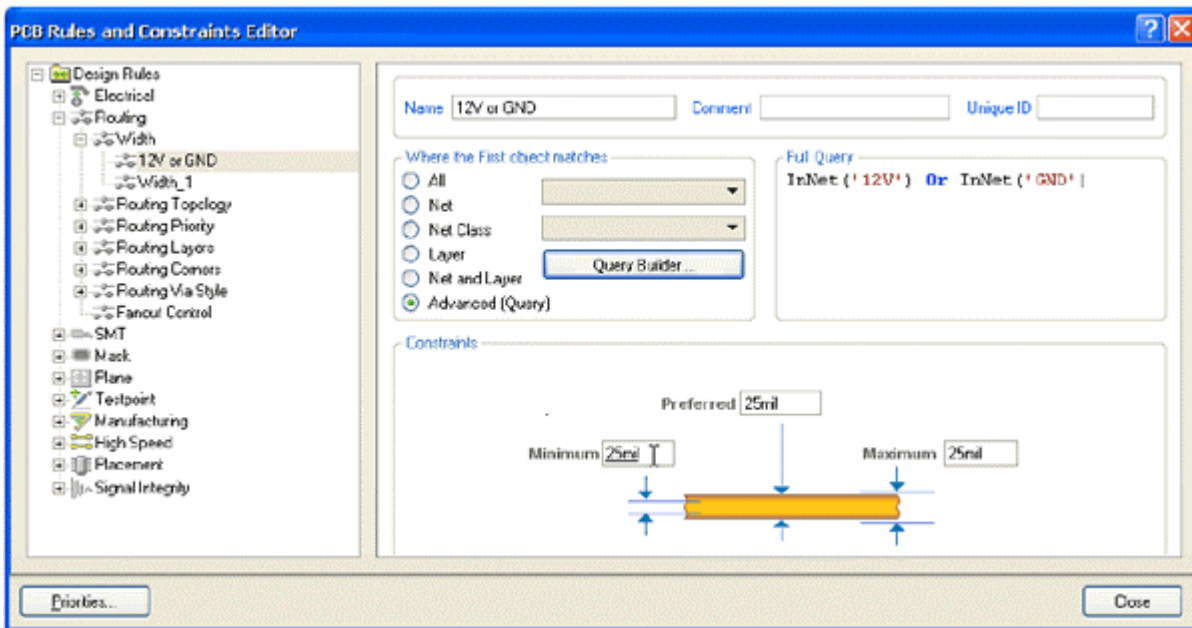 PCB Rules and Constraints Editor
Design Rules
Electrical
Routing
Width
12V or GND
Width_1
Routing Topology
Routing Priority
Routing Layers
Routing Corners
Routing Via Style
Fanout Control
SMT
Mask
Plane
Testpoint
Manufacturing
High Speed
Placement
Signal Integrity
Name 12V or GND Comment Unique ID
Where the First object matches
All
Net
Net Class
Layer
Net and Layer
Advanced (Query)
Query Builder...
Full Query
InNet('12V') Or InNet('GND'
Constraints
Preferred 25mil
Minimum 25mil
Maximum 25mil
Priorities...
Close